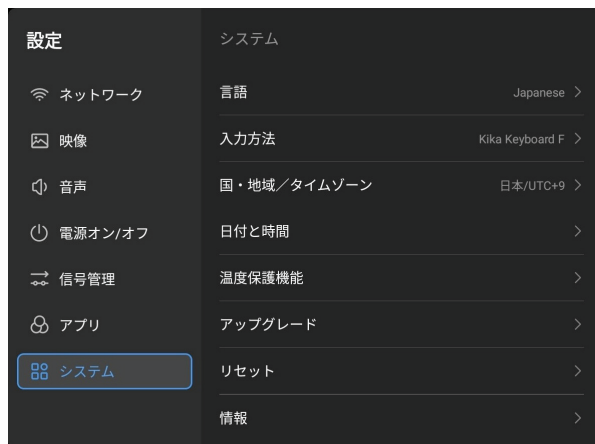 設定
ネットワーク
映像
音声
電源オン/オフ
信号管理
アプリ
システム
システム
言語 Japanese
入力方法 Kika Keyboard F
国・地域／タイムゾーン 日本/UTC+9
日付と時間
温度保護機能
アップグレード
リセット
情報